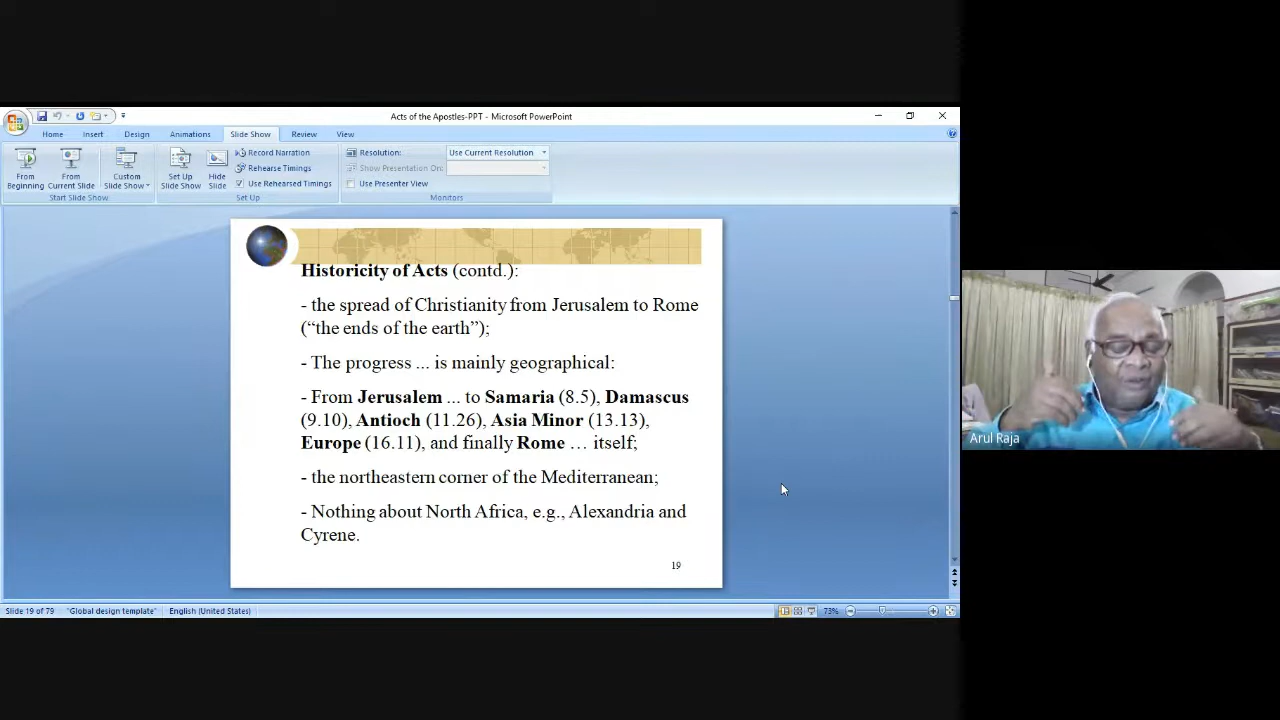 Acts of the Apostles-PPT - Microsoft PowerPoint
Home Insert Design Animations Slide Show Review View
From Beginning
From Current Slide
Custom Slide Show
Start Slide Show
Set Up Slide Show
Hide Slide
Record Narration
Rehearse Timings
Use Rehearsed Timings
Set Up
Resolution: Use Current Resolution
Show Presentation On:
Use Presenter View
Monitors
Historicity of Acts (contd.):
- the spread of Christianity from Jerusalem to Rome
(“the ends of the earth”);
- The progress ... is mainly geographical:
- From Jerusalem ... to Samaria (8.5), Damascus
(9.10), Antioch (11.26), Asia Minor (13.13),
Europe (16.11), and finally Rome … itself;
- the northeastern corner of the Mediterranean;
- Nothing about North Africa, e.g., Alexandria and
Cyrene.
19
Arul Raja
Slide 19 of 79 "Global design template" English (United States) 73%